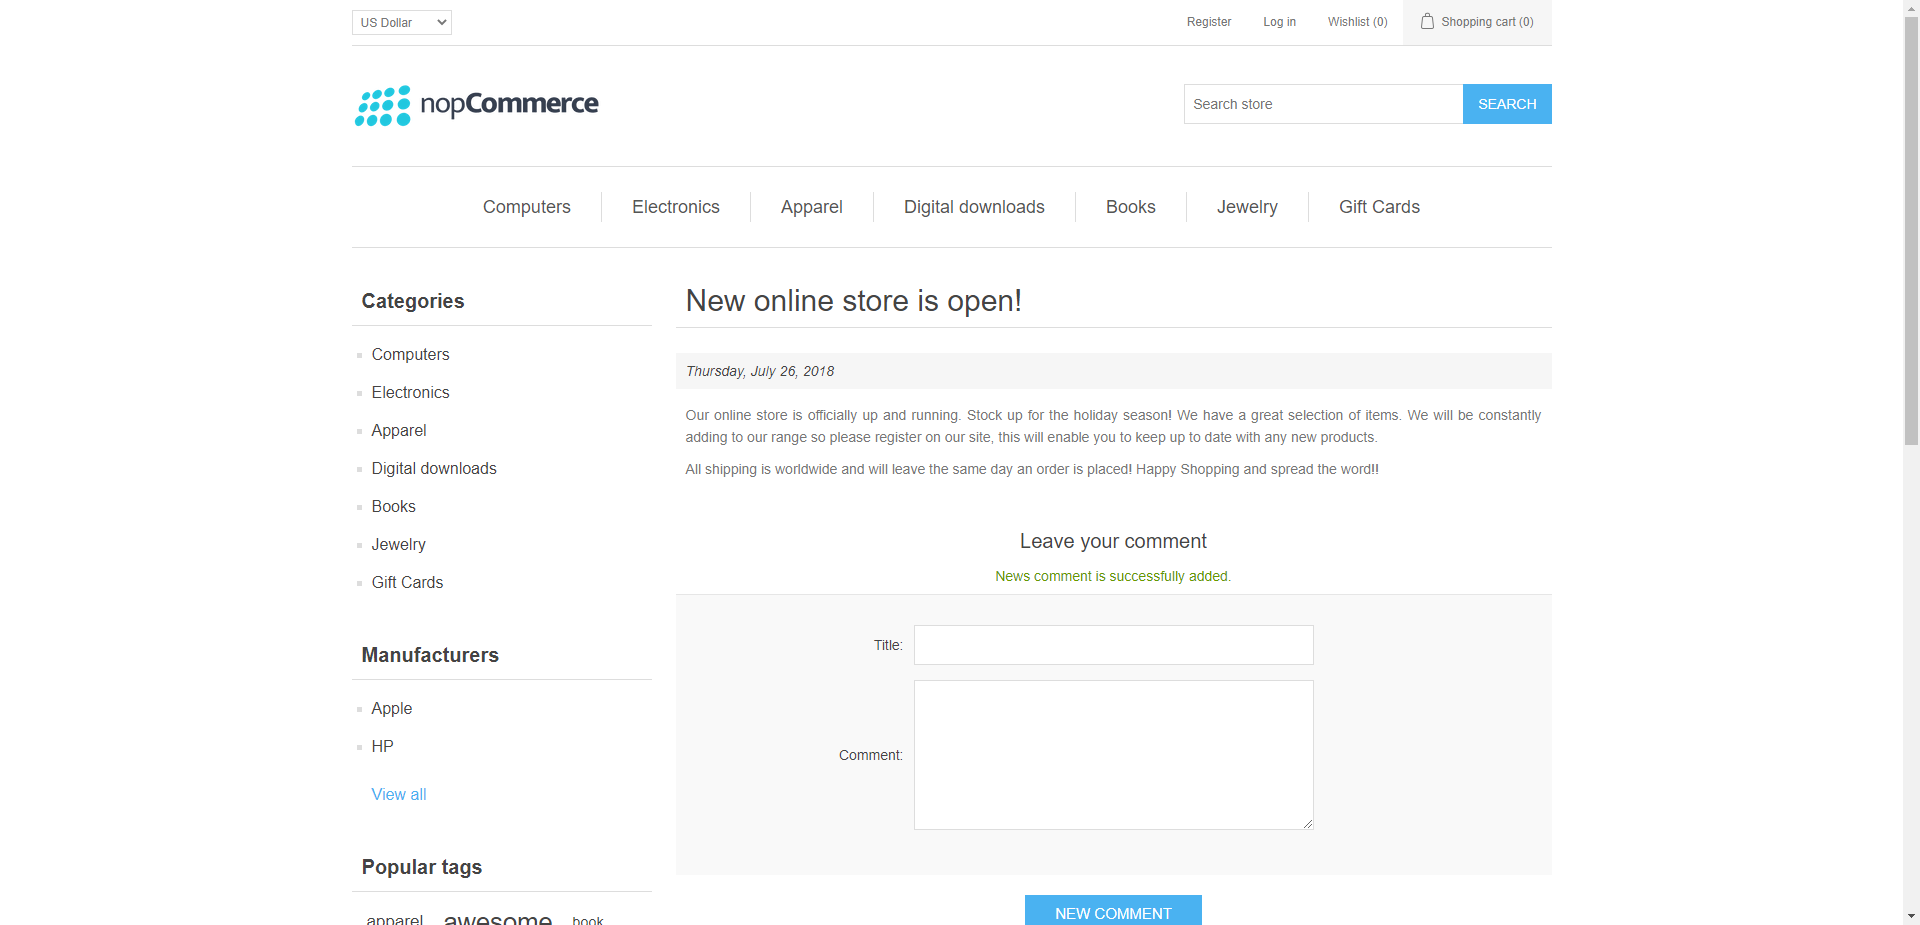 US Dollar
Register
Log in
Wishlist (0)
Shopping cart (0)
nopCommerce
Search store
SEARCH
Computers
Electronics
Apparel
Digital downloads
Books
Jewelry
Gift Cards
Categories
Computers
Electronics
Apparel
Digital downloads
Books
Jewelry
Gift Cards
Manufacturers
Apple
HP
View all
Popular tags
apparel awesome book
New online store is open!
Thursday, July 26, 2018
Our online store is officially up and running. Stock up for the holiday season! We have a great selection of items. We will be constantly
adding to our range so please register on our site, this will enable you to keep up to date with any new products.
All shipping is worldwide and will leave the same day an order is placed! Happy Shopping and spread the word!!
Leave your comment
News comment is successfully added.
Title:
Comment:
NEW COMMENT